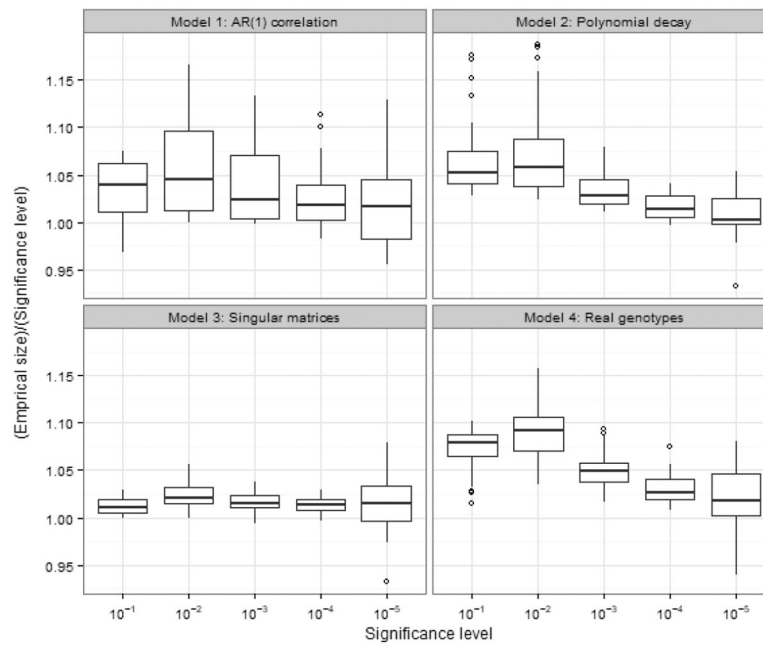 Model 1: AR(1) correlation
Model 2: Polynomial decay
1.15
1.10
1.05
1.00
0.95
Model 3: Singular matrices
Model 4: Real genotypes
1.15
1.10
1.05
1.00
0.95
(Emprical size)/(Significance level)
10⁻¹ 10⁻² 10⁻³ 10⁻⁴ 10⁻⁵ 10⁻¹ 10⁻² 10⁻³ 10⁻⁴ 10⁻⁵
Significance level